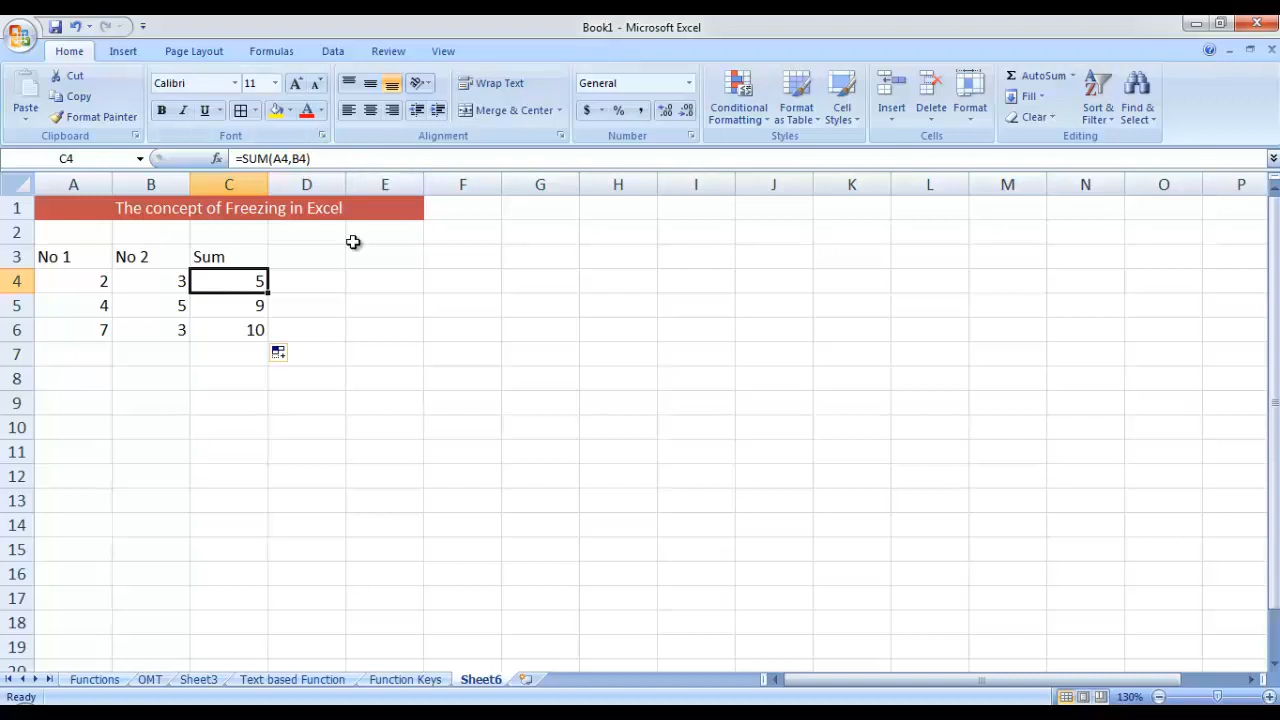 Book1 - Microsoft Excel
Home Insert Page Layout Formulas Data Review View
Paste Cut Copy Format Painter Clipboard
Calibri 11 B I U A A A Font
Wrap Text Merge & Center Alignment
General $ % , Number
Conditional Formatting Format as Table Cell Styles Styles
Insert Delete Format Cells
Σ AutoSum Fill Clear Sort & Filter Find & Select Editing
C4 fx =SUM(A4,B4)
A B C D E F G H I J K L M N O P
1 The concept of Freezing in Excel
2
3 No 1 No 2 Sum
4 2 3 5
5 4 5 9
6 7 3 10
7
8
9
10
11
12
13
14
15
16
17
18
19
20
Functions OMT Sheet3 Text based Function Function Keys Sheet6
Ready 130%